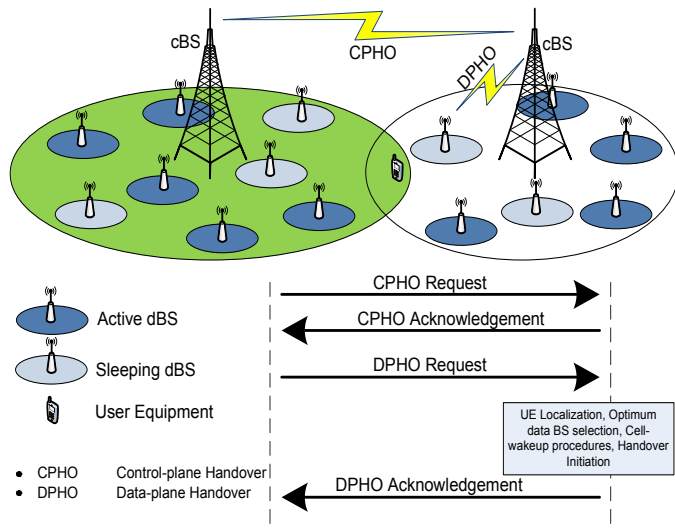 cBS
CPHO
cBS
DPHO
CPHO Request
CPHO Acknowledgement
DPHO Request
Active dBS
Sleeping dBS
User Equipment
UE Localization, Optimum
data BS selection, Cell-
wakeup procedures, Handover
Initiation
• CPHO Control-plane Handover
• DPHO Data-plane Handover
DPHO Acknowledgement